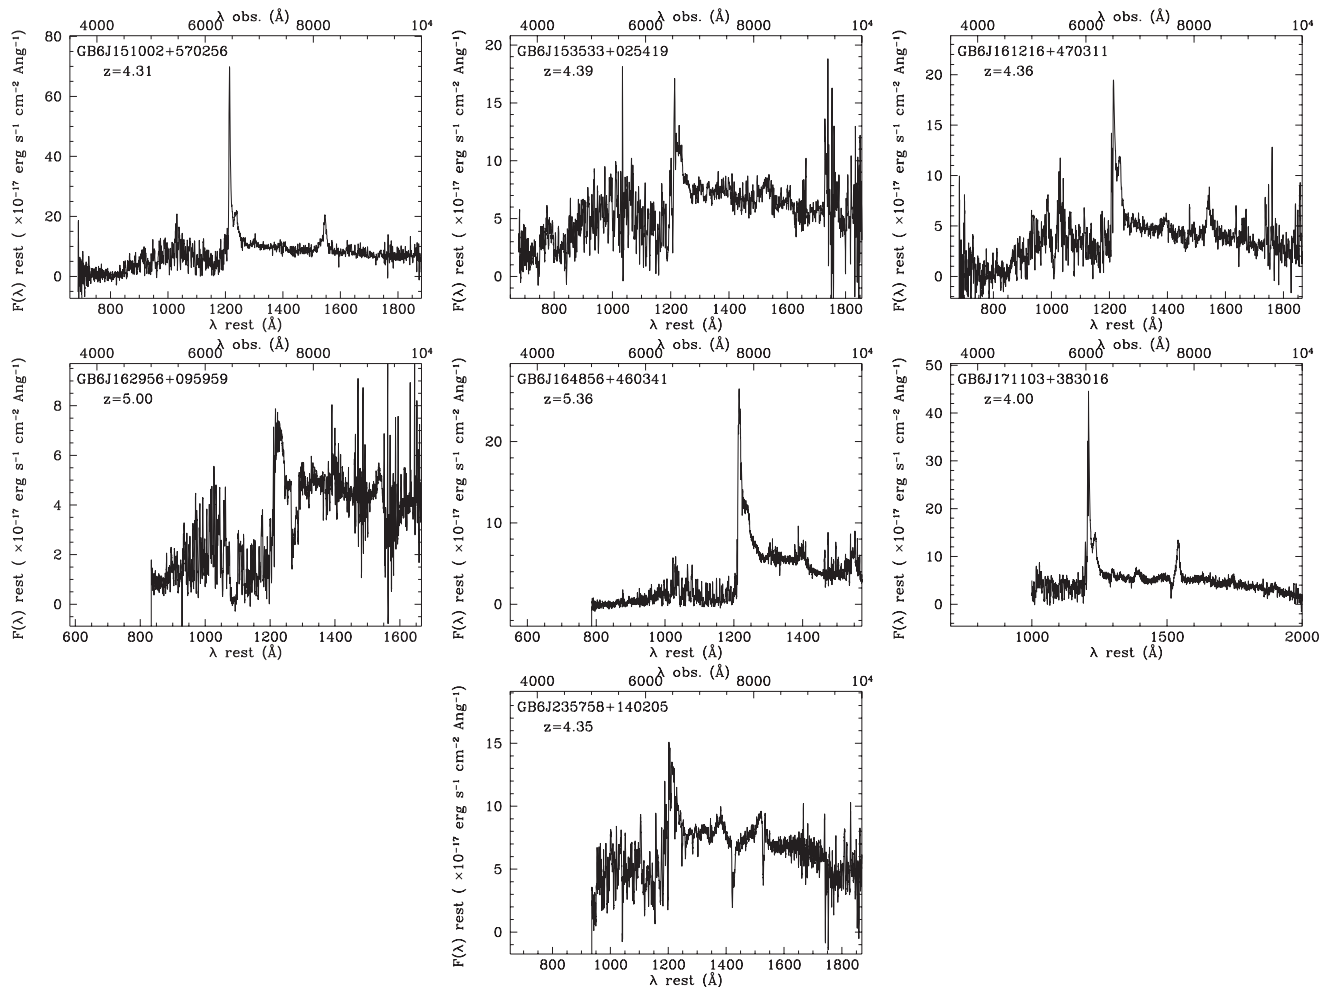 λ obs. (Å)
4000 6000 8000 10⁴
GB6J151002+570256
z=4.31
F(λ) rest ( ×10⁻¹⁷ erg s⁻¹ cm⁻² Ang⁻¹)
80
60
40
20
0
800 1000 1200 1400 1600 1800
λ rest (Å)
λ obs. (Å)
4000 6000 8000 10⁴
GB6J153533+025419
z=4.39
F(λ) rest ( ×10⁻¹⁷ erg s⁻¹ cm⁻² Ang⁻¹)
20
15
10
5
0
800 1000 1200 1400 1600 1800
λ rest (Å)
λ obs. (Å)
4000 6000 8000 10⁴
GB6J161216+470311
z=4.36
F(λ) rest ( ×10⁻¹⁷ erg s⁻¹ cm⁻² Ang⁻¹)
20
15
10
5
0
800 1000 1200 1400 1600 1800
λ rest (Å)
λ obs. (Å)
4000 6000 8000 10⁴
GB6J162956+095959
z=5.00
F(λ) rest ( ×10⁻¹⁷ erg s⁻¹ cm⁻² Ang⁻¹)
8
6
4
2
0
600 800 1000 1200 1400 1600
λ rest (Å)
λ obs. (Å)
4000 6000 8000 10⁴
GB6J164856+460341
z=5.36
F(λ) rest ( ×10⁻¹⁷ erg s⁻¹ cm⁻² Ang⁻¹)
20
10
0
600 800 1000 1200 1400
λ rest (Å)
λ obs. (Å)
4000 6000 8000 10⁴
GB6J171103+383016
z=4.00
F(λ) rest ( ×10⁻¹⁷ erg s⁻¹ cm⁻² Ang⁻¹)
50
40
30
20
10
0
1000 1500 2000
λ rest (Å)
λ obs. (Å)
4000 6000 8000 10⁴
GB6J235758+140205
z=4.35
F(λ) rest ( ×10⁻¹⁷ erg s⁻¹ cm⁻² Ang⁻¹)
15
10
5
0
800 1000 1200 1400 1600 1800
λ rest (Å)